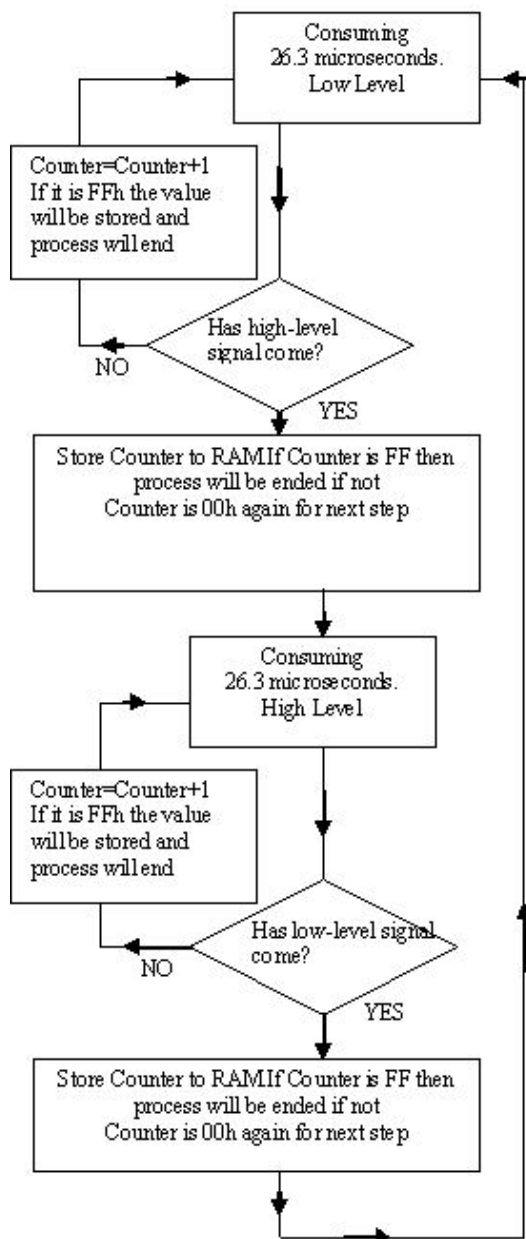 Consuming
26.3 microseconds.
Low Level
Counter=Counter+1
If it is FFh the value
will be stored and
process will end
Has high-level
signal come?
NO
YES
Store Counter to RAMIf Counter is FF then
process will be ended if not
Counter is 00h again for next step
Consuming
26.3 microseconds.
High Level
Counter=Counter+1
If it is FFh the value
will be stored and
process will end
Has low-level signal
come?
NO
YES
Store Counter to RAMIf Counter is FF then
process will be ended if not
Counter is 00h again for next step